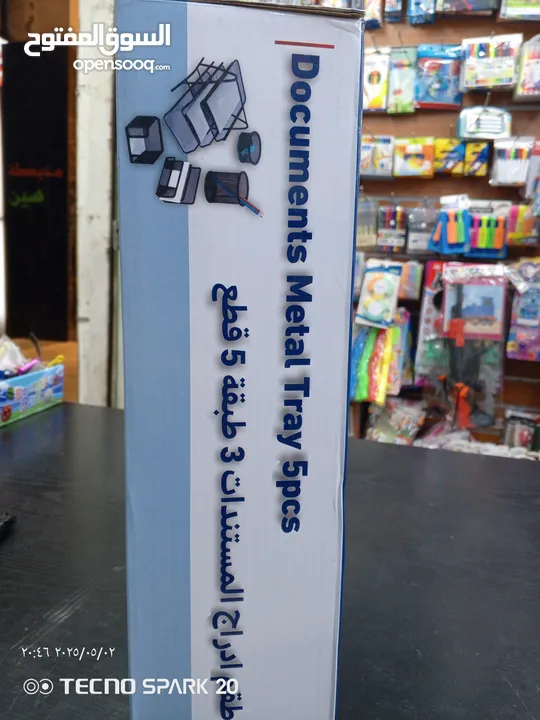 السوق المفتوح
opensooq.com
Documents Metal Tray 5pcs
طقم ادراج المستندات 3 طبقة 5 قطع
٢٠:٤٦ ٢٠٢٥/٠٥/٠٢
TECNO SPARK 20